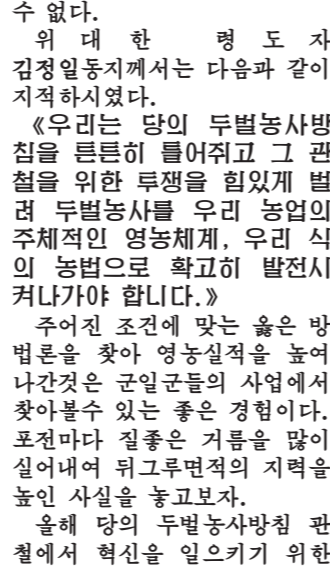 수 없다.
위 대 한 령 도 자
김정일동지께서는 다음과 같이
지적하시였다.
《우리는 당의 두벌농사방
침을 튼튼히 틀어쥐고 그 관
철을 위한 투쟁을 힘있게 벌
려 두벌농사를 우리 농업의
주체적인 영농체계, 우리 식
의 농법으로 확고히 발전시
켜나가야 합니다.》
주어진 조건에 맞는 옳은 방
법론을 찾아 영농실적을 높여
나간것은 군일군들의 사업에서
찾아볼수 있는 좋은 경험이다.
포전마다 질좋은 거름을 많이
실어내여 뒤그루면적의 지력을
높인 사실을 놓고보자.
올해 당의 두벌농사방침 관
철에서 혁신을 일으키기 위한